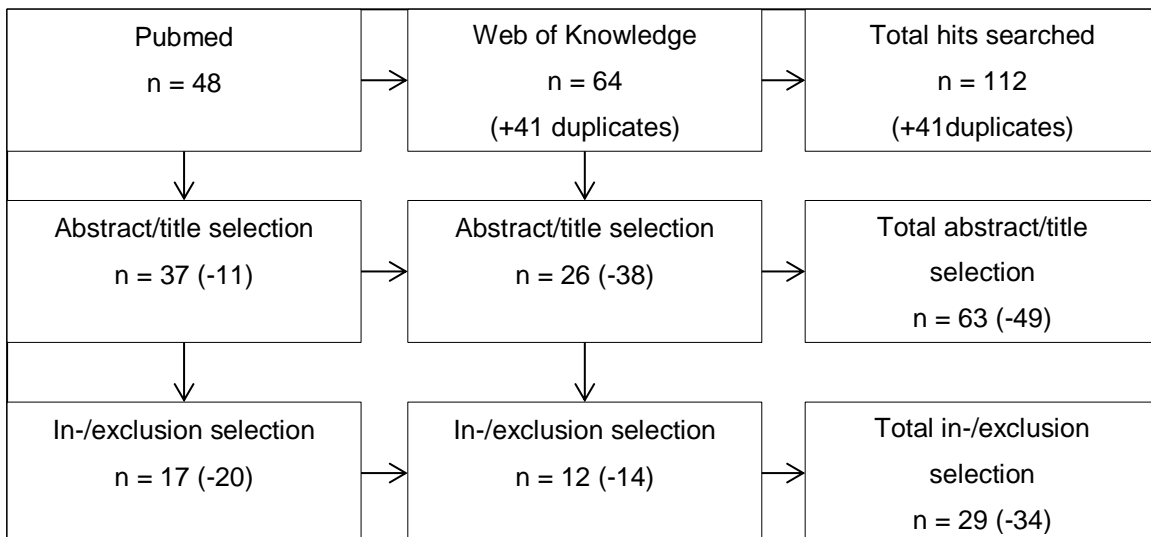 Pubmed
n = 48
Web of Knowledge
n = 64
(+41 duplicates)
Total hits searched
n = 112
(+41duplicates)
Abstract/title selection
n = 37 (-11)
Abstract/title selection
n = 26 (-38)
Total abstract/title
selection
n = 63 (-49)
In-/exclusion selection
n = 17 (-20)
In-/exclusion selection
n = 12 (-14)
Total in-/exclusion
selection
n = 29 (-34)